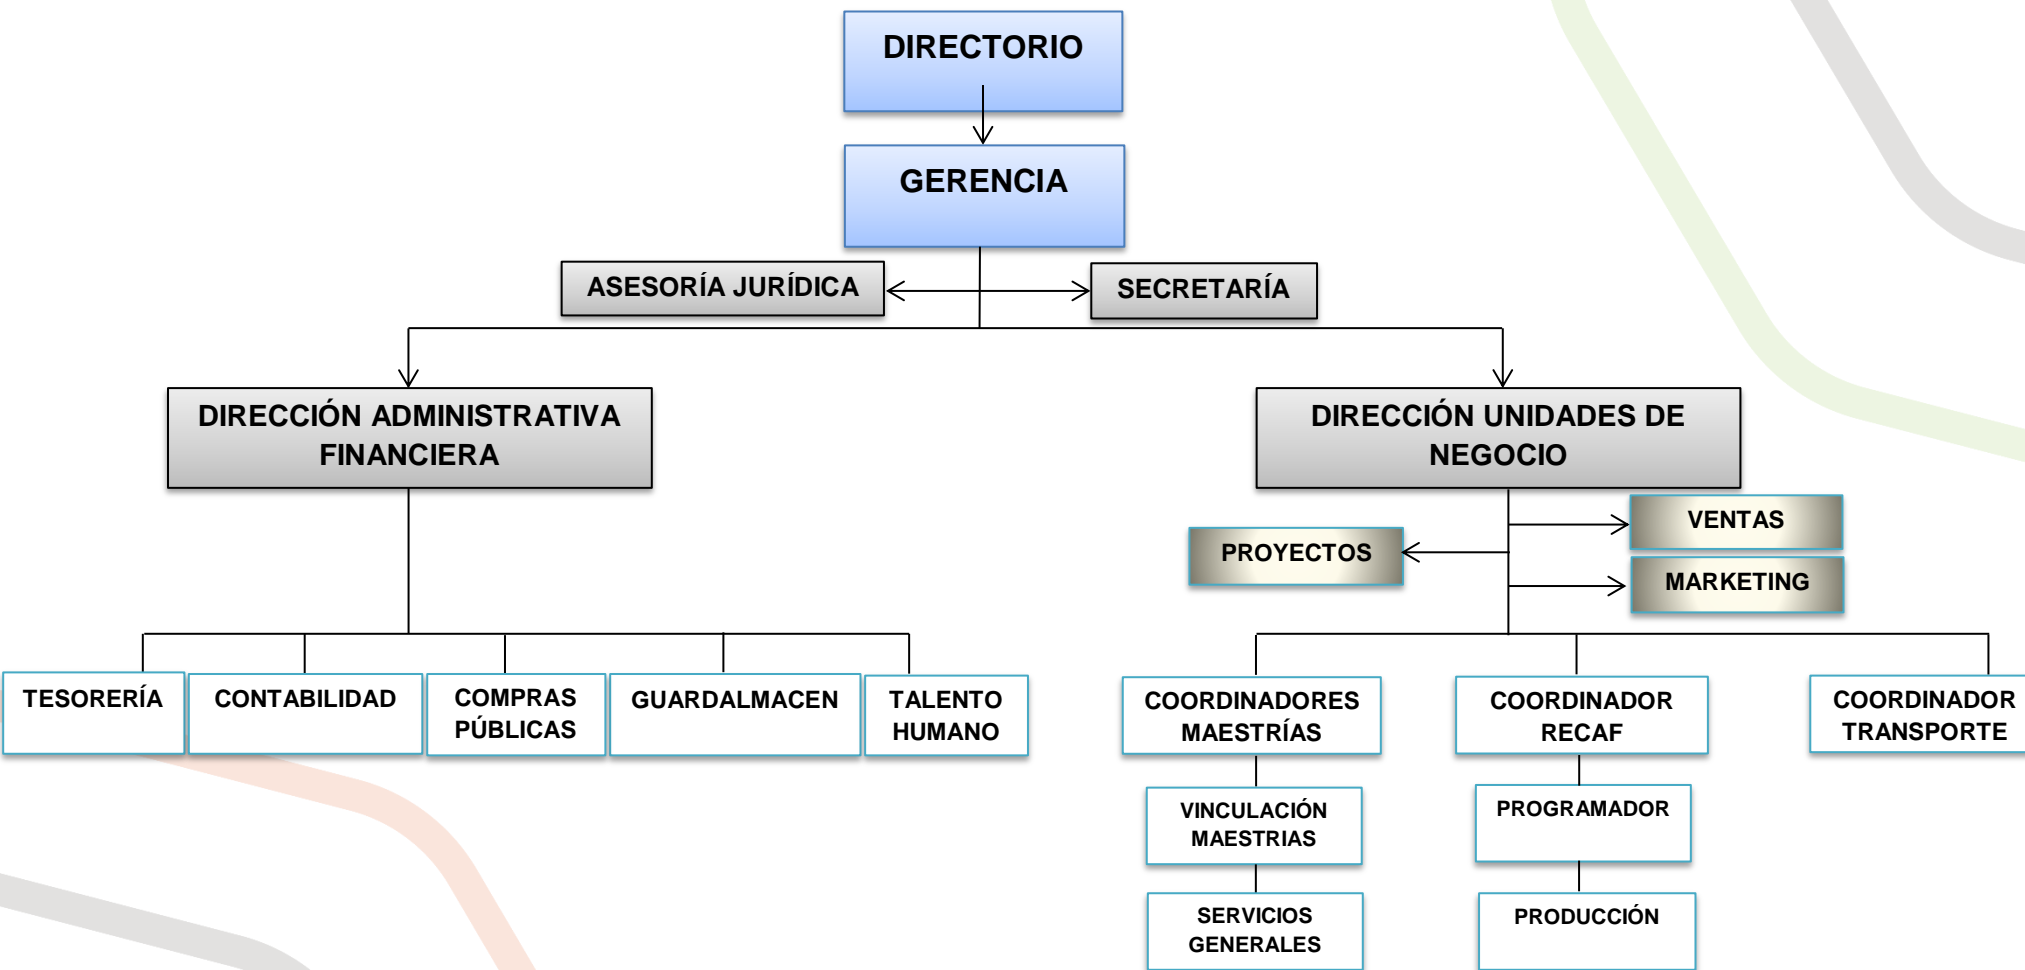 DIRECTORIO
GERENCIA
ASESORÍA JURÍDICA
SECRETARÍA
DIRECCIÓN ADMINISTRATIVA
FINANCIERA
DIRECCIÓN UNIDADES DE
NEGOCIO
VENTAS
PROYECTOS
MARKETING
TESORERÍA
CONTABILIDAD
COMPRAS
PÚBLICAS
GUARDALMACEN
TALENTO
HUMANO
COORDINADORES
MAESTRÍAS
COORDINADOR
RECAF
COORDINADOR
TRANSPORTE
VINCULACIÓN
MAESTRIAS
PROGRAMADOR
SERVICIOS
GENERALES
PRODUCCIÓN